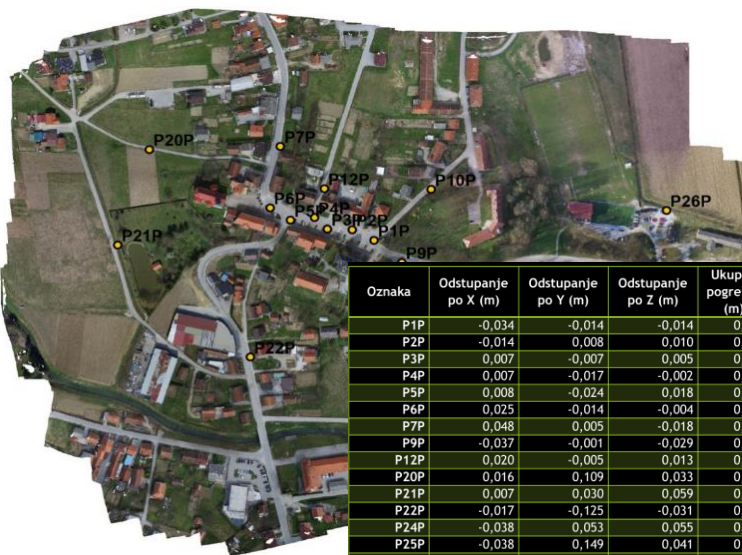 P20P
P7P
P12P
P10P
P26P
P6P
P5P
P4P
P3P
P2P
P1P
P21P
P9P
P22P
Oznaka Odstupanje po X (m) Odstupanje po Y (m) Odstupanje po Z (m) (m)
P1P -0,034 -0,014 -0,014 0
P2P -0,014 0,008 0,010 0
P3P 0,007 -0,007 0,005 0
P4P 0,007 -0,017 -0,002 0
P5P 0,008 -0,024 0,018 0
P6P 0,025 -0,014 -0,004 0
P7P 0,048 0,005 -0,018 0
P9P -0,037 -0,001 -0,029 0
P12P 0,020 -0,005 0,013 0
P20P 0,016 0,109 0,033 0
P21P 0,007 0,030 0,059 0
P22P -0,017 -0,125 -0,031 0
P24P -0,038 0,053 0,055 0
P25P -0,038 0,149 0,041 0